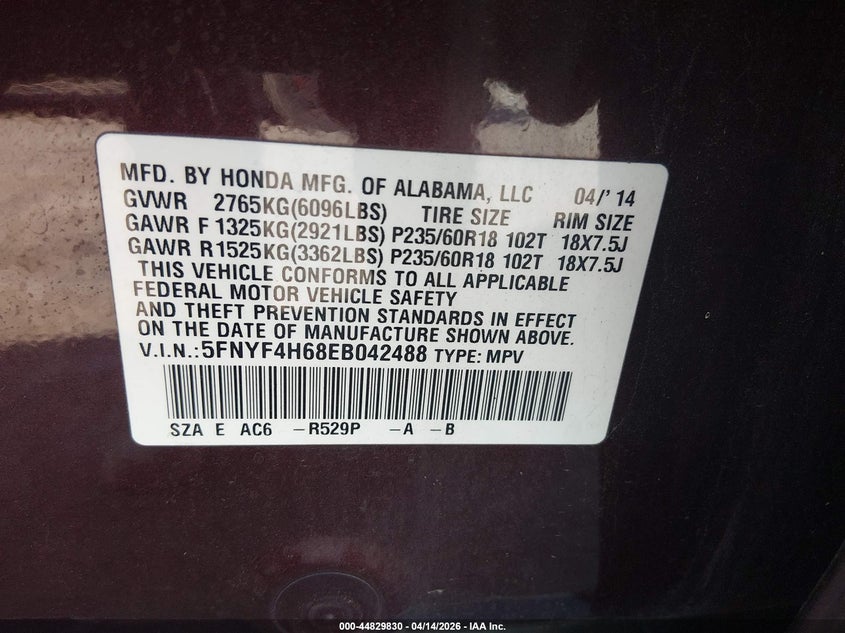 MFD. BY HONDA MFG. OF ALABAMA, LLC 04/' 14
GVWR 2765KG(6096LBS) TIRE SIZE RIM SIZE
GAWR F 1325KG(2921LBS) P235/60R18 102T 18X7.5J
GAWR R 1525KG(3362LBS) P235/60R18 102T 18X7.5J
THIS VEHICLE CONFORMS TO ALL APPLICABLE
FEDERAL MOTOR VEHICLE SAFETY
AND THEFT PREVENTION STANDARDS IN EFFECT
ON THE DATE OF MANUFACTURE SHOWN ABOVE.
V.I.N.:5FNYF4H68EB042488 TYPE: MPV
SZA E AC6 -R529P -A -B
000-44829830 - 04/14/2026 - IAA Inc.